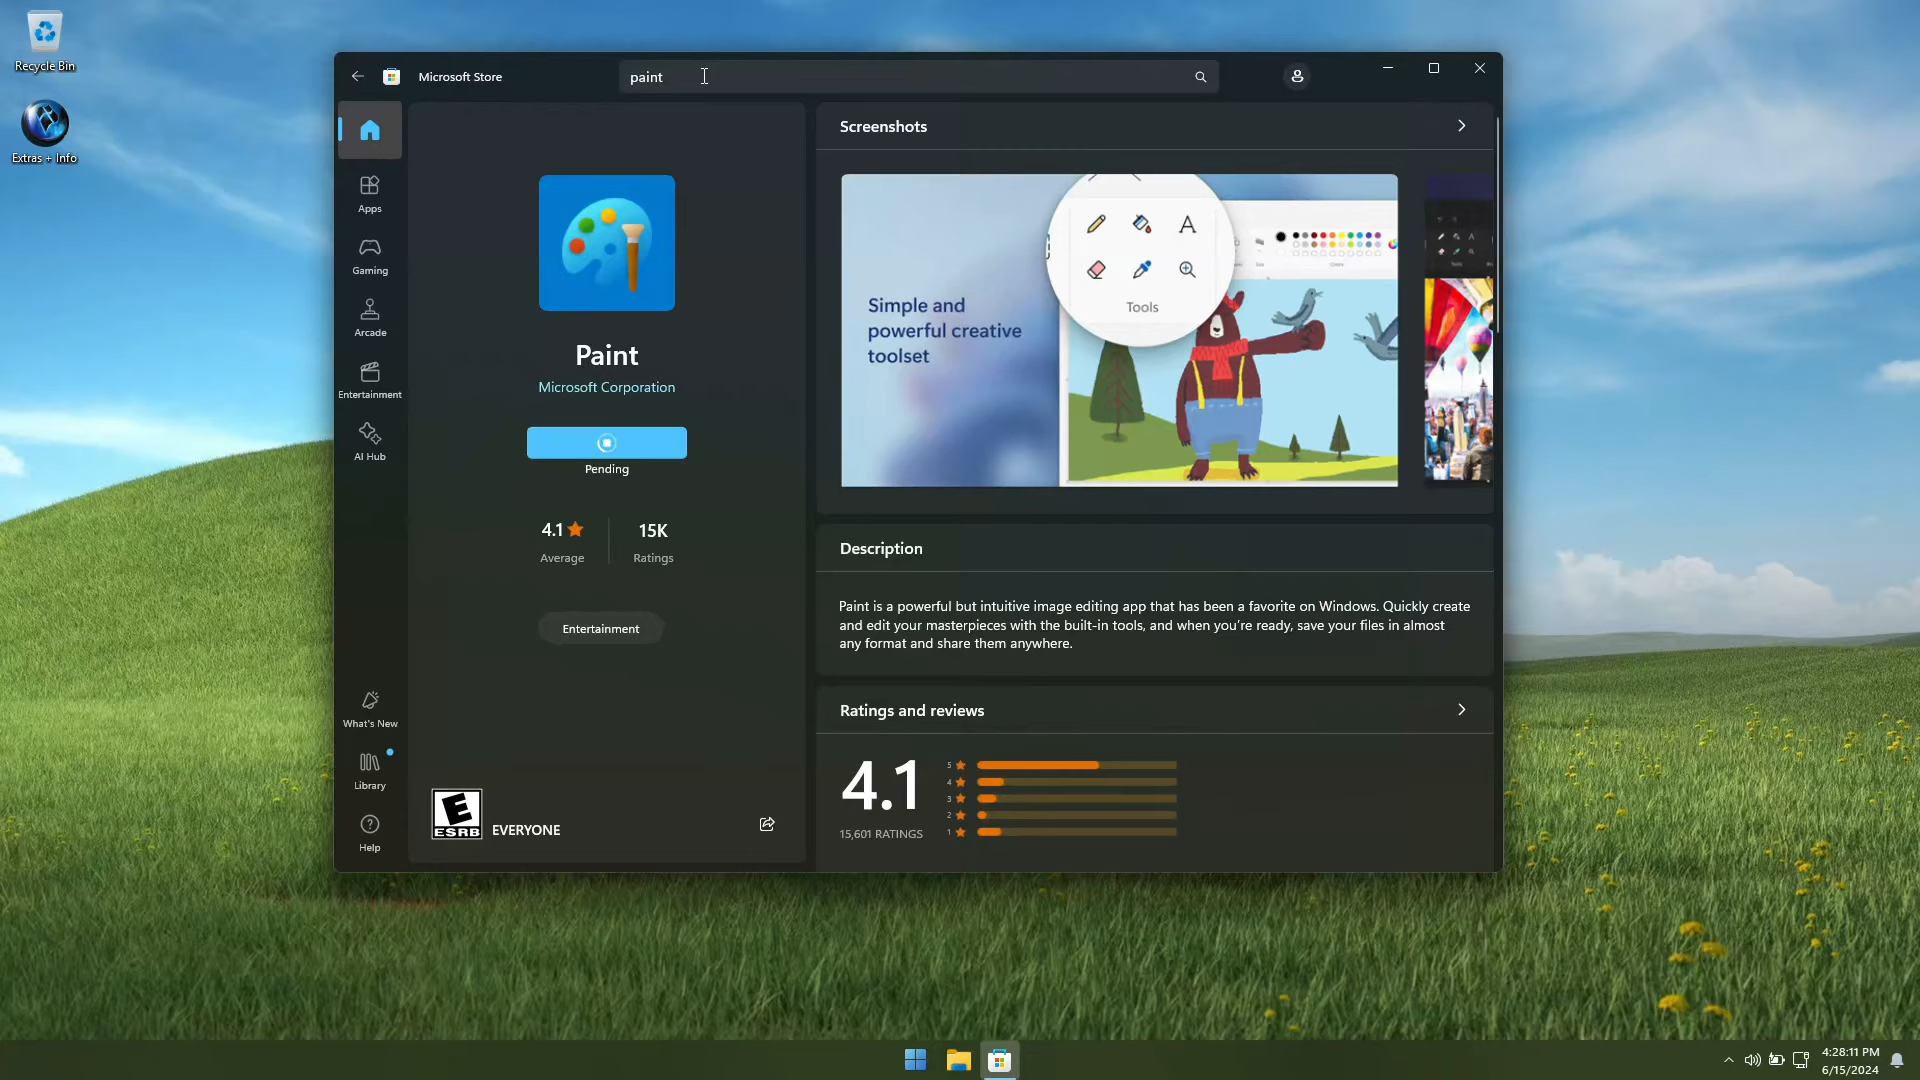 Recycle Bin
Extras + Info
Microsoft Store
paint
Apps
Gaming
Arcade
Entertainment
AI Hub
What's New
Library
Help
Paint
Microsoft Corporation
Pending
4.1
Average
15K
Ratings
Entertainment
E
ESRB
EVERYONE
Screenshots
Simple and
powerful creative
toolset
A
Tools
Description
Paint is a powerful but intuitive image editing app that has been a favorite on Windows. Quickly create
and edit your masterpieces with the built-in tools, and when you're ready, save your files in almost
any format and share them anywhere.
Ratings and reviews
4.1
15,601 RATINGS
5
4
3
2
1
4:28:11 PM
6/15/2024